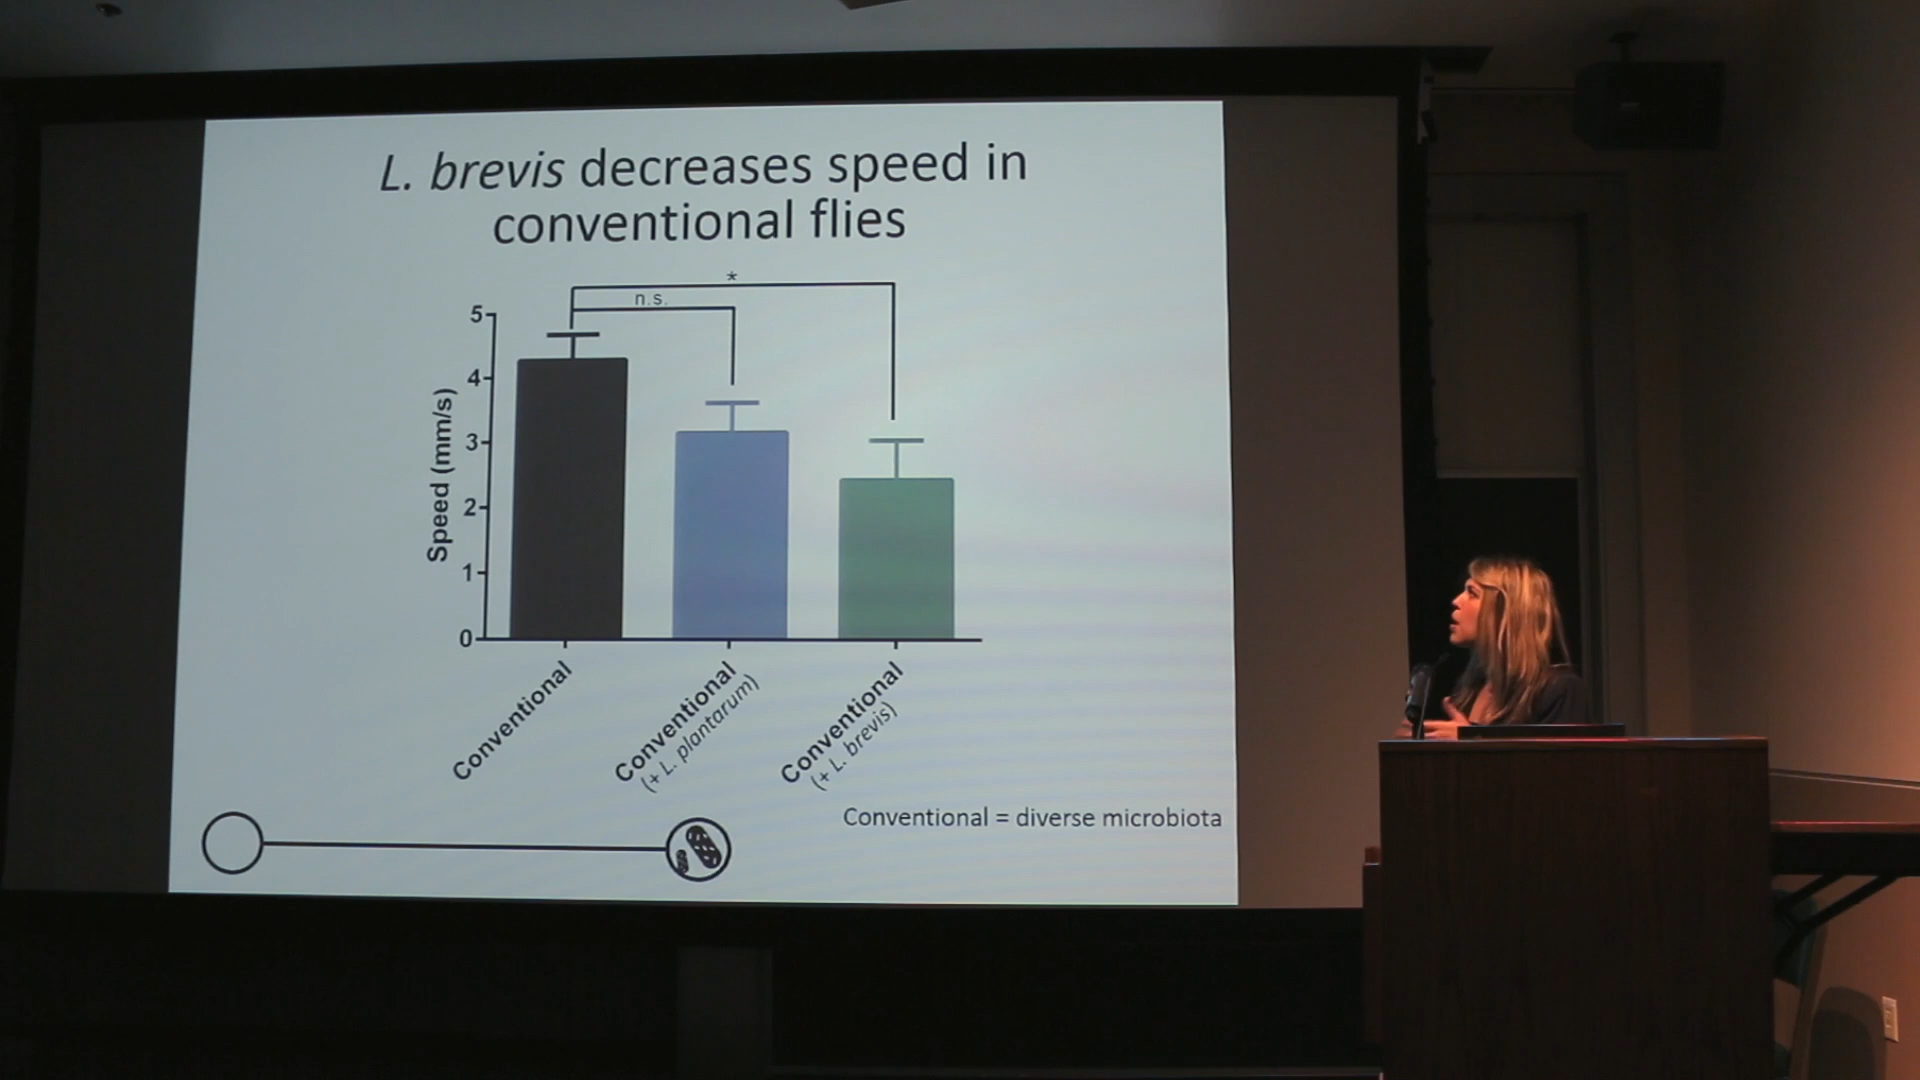 L. brevis decreases speed in
conventional flies
*
n.s.
5
4
3
2
1
0
Speed (mm/s)
Conventional
Conventional
(+ L. plantarum)
Conventional
(+ L. brevis)
Conventional = diverse microbiota